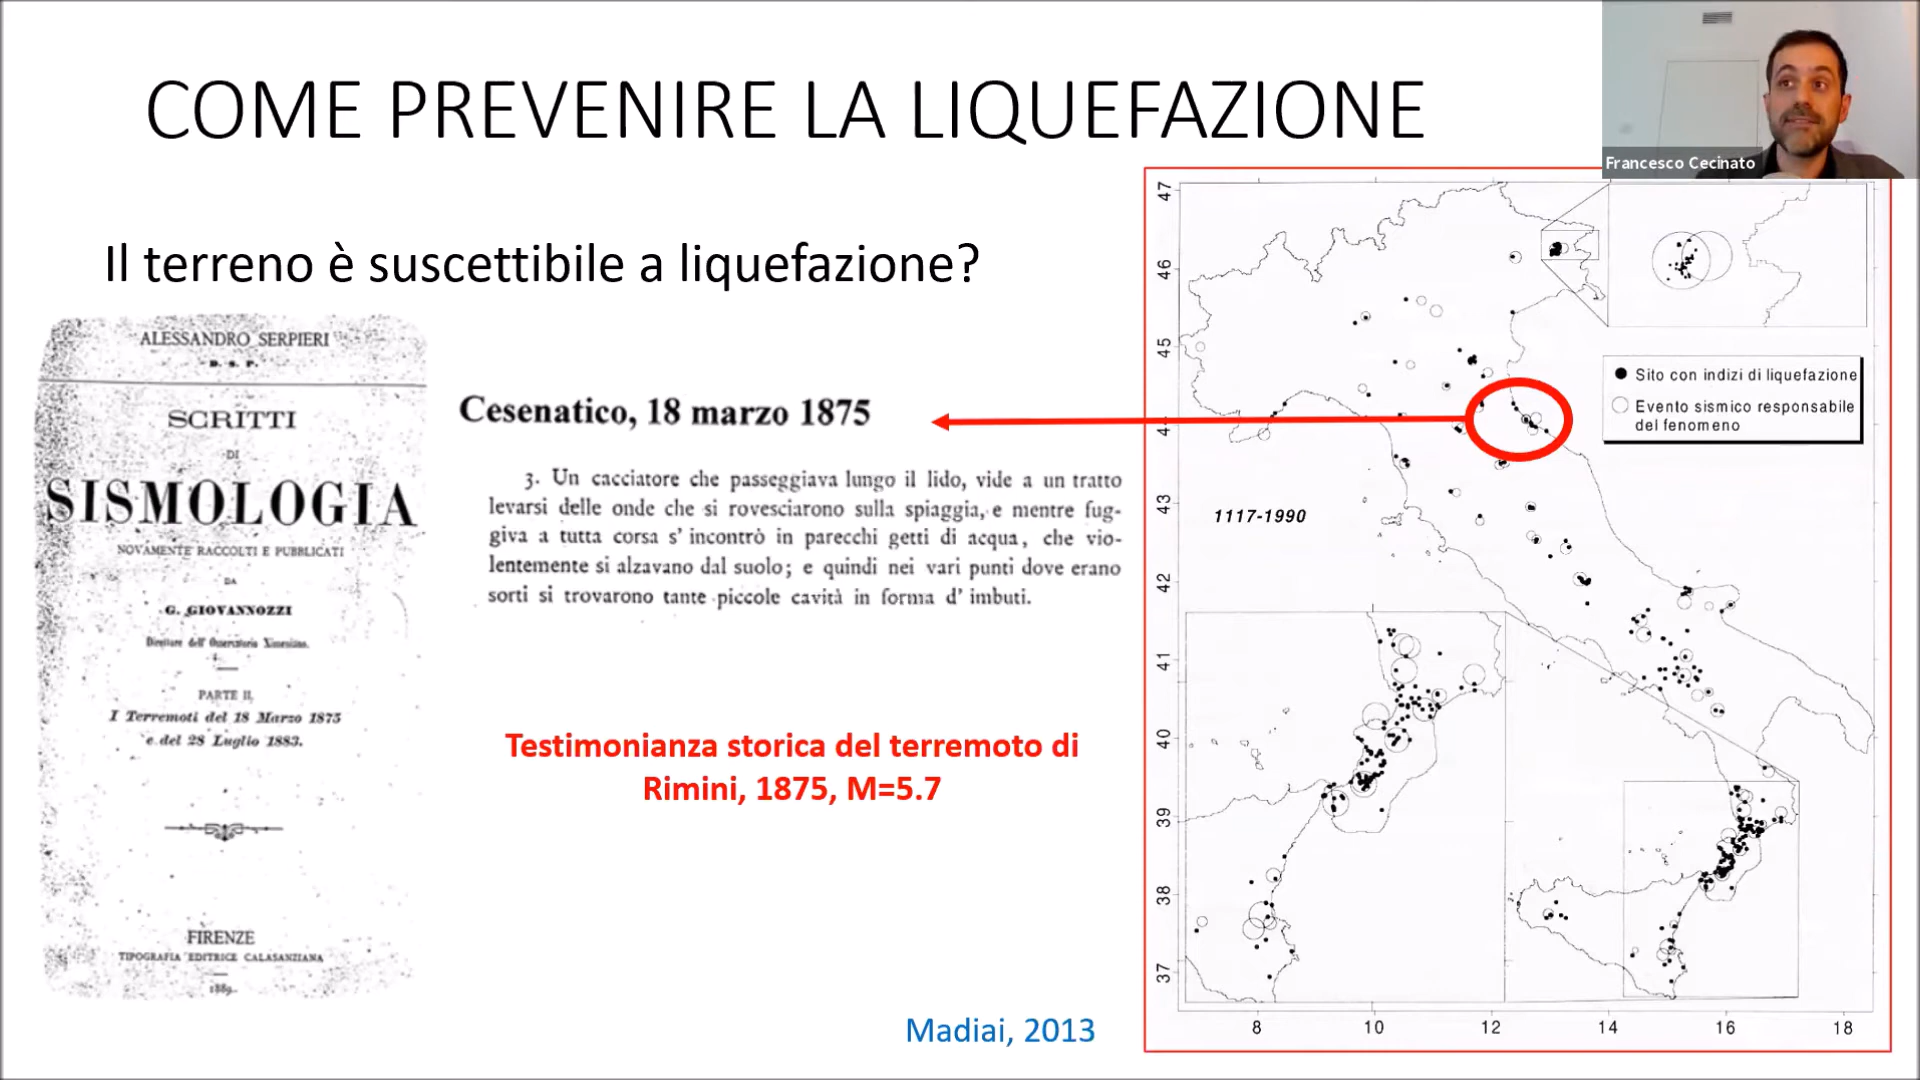 COME PREVENIRE LA LIQUEFAZIONE
Francesco Cecinato
Il terreno è suscettibile a liquefazione?
ALESSANDRO SERPIERI
D. S. P.
SCRITTI
DI
SISMOLOGIA
NOVAMENTE RACCOLTI E PUBBLICATI
DA
G. GIOVANNOZZI
Direttore dell' Osservatorio Ximeniano.
PARTE II.
I Terremoti del 18 Marzo 1875
e del 28 Luglio 1883.
FIRENZE
TIPOGRAFIA EDITRICE CALASANZIANA
1889.
Cesenatico, 18 marzo 1875
3. Un cacciatore che passeggiava lungo il lido, vide a un tratto
levarsi delle onde che si rovesciarono sulla spiaggia, e mentre fug-
giva a tutta corsa s' incontrò in parecchi getti di acqua, che vio-
lentemente si alzavano dal suolo; e quindi nei vari punti dove erano
sorti si trovarono tante piccole cavità in forma d' imbuti.
Testimonianza storica del terremoto di
Rimini, 1875, M=5.7
Madiai, 2013
Sito con indizi di liquefazione
Evento sismico responsabile
del fenomeno
1117-1990
47
46
45
44
43
42
41
40
39
38
37
8 10 12 14 16 18